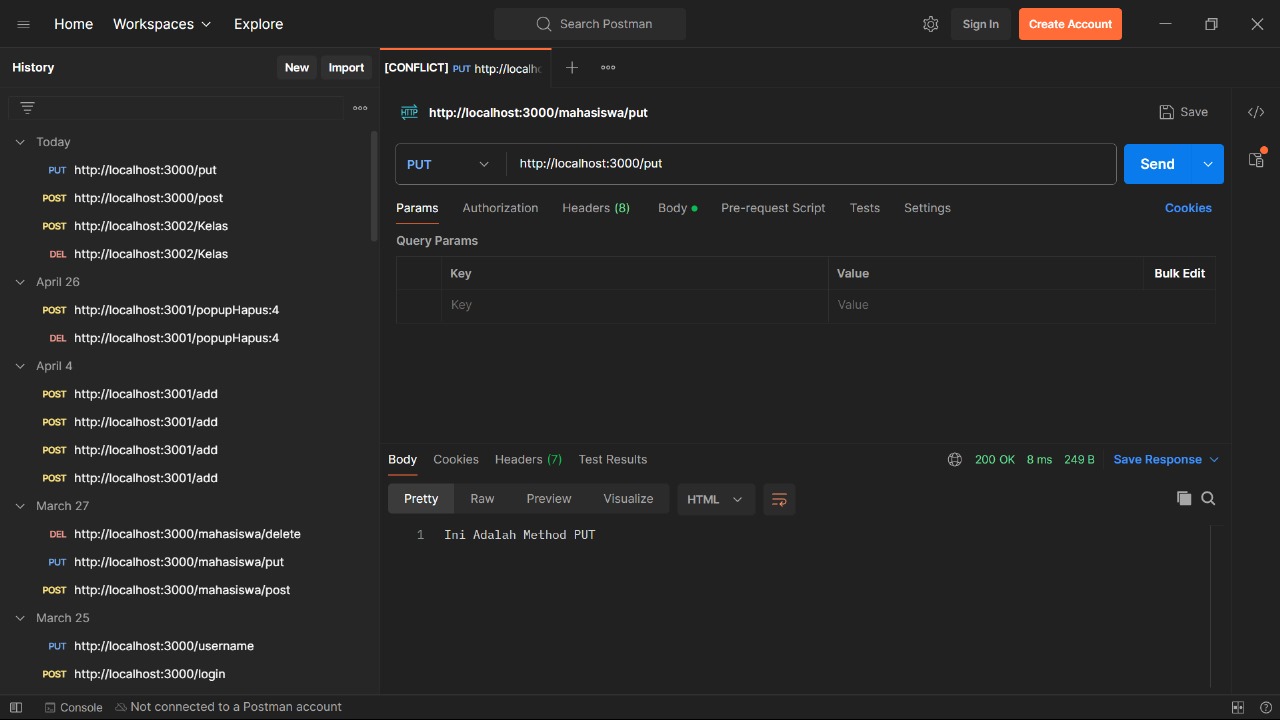 Home Workspaces Explore Search Postman Sign In Create Account
History New Import [CONFLICT] PUT http://localh
HTTP http://localhost:3000/mahasiswa/put Save
Today
PUT http://localhost:3000/put
POST http://localhost:3000/post
POST http://localhost:3002/Kelas
DEL http://localhost:3002/Kelas
April 26
POST http://localhost:3001/popupHapus:4
DEL http://localhost:3001/popupHapus:4
April 4
POST http://localhost:3001/add
POST http://localhost:3001/add
POST http://localhost:3001/add
POST http://localhost:3001/add
March 27
DEL http://localhost:3000/mahasiswa/delete
PUT http://localhost:3000/mahasiswa/put
POST http://localhost:3000/mahasiswa/post
March 25
PUT http://localhost:3000/username
POST http://localhost:3000/login
PUT http://localhost:3000/put Send
Params Authorization Headers (8) Body Pre-request Script Tests Settings Cookies
Query Params
Key Value Bulk Edit
Key Value
Body Cookies Headers (7) Test Results 200 OK 8 ms 249 B Save Response
Pretty Raw Preview Visualize HTML
1 Ini Adalah Method PUT
Console Not connected to a Postman account